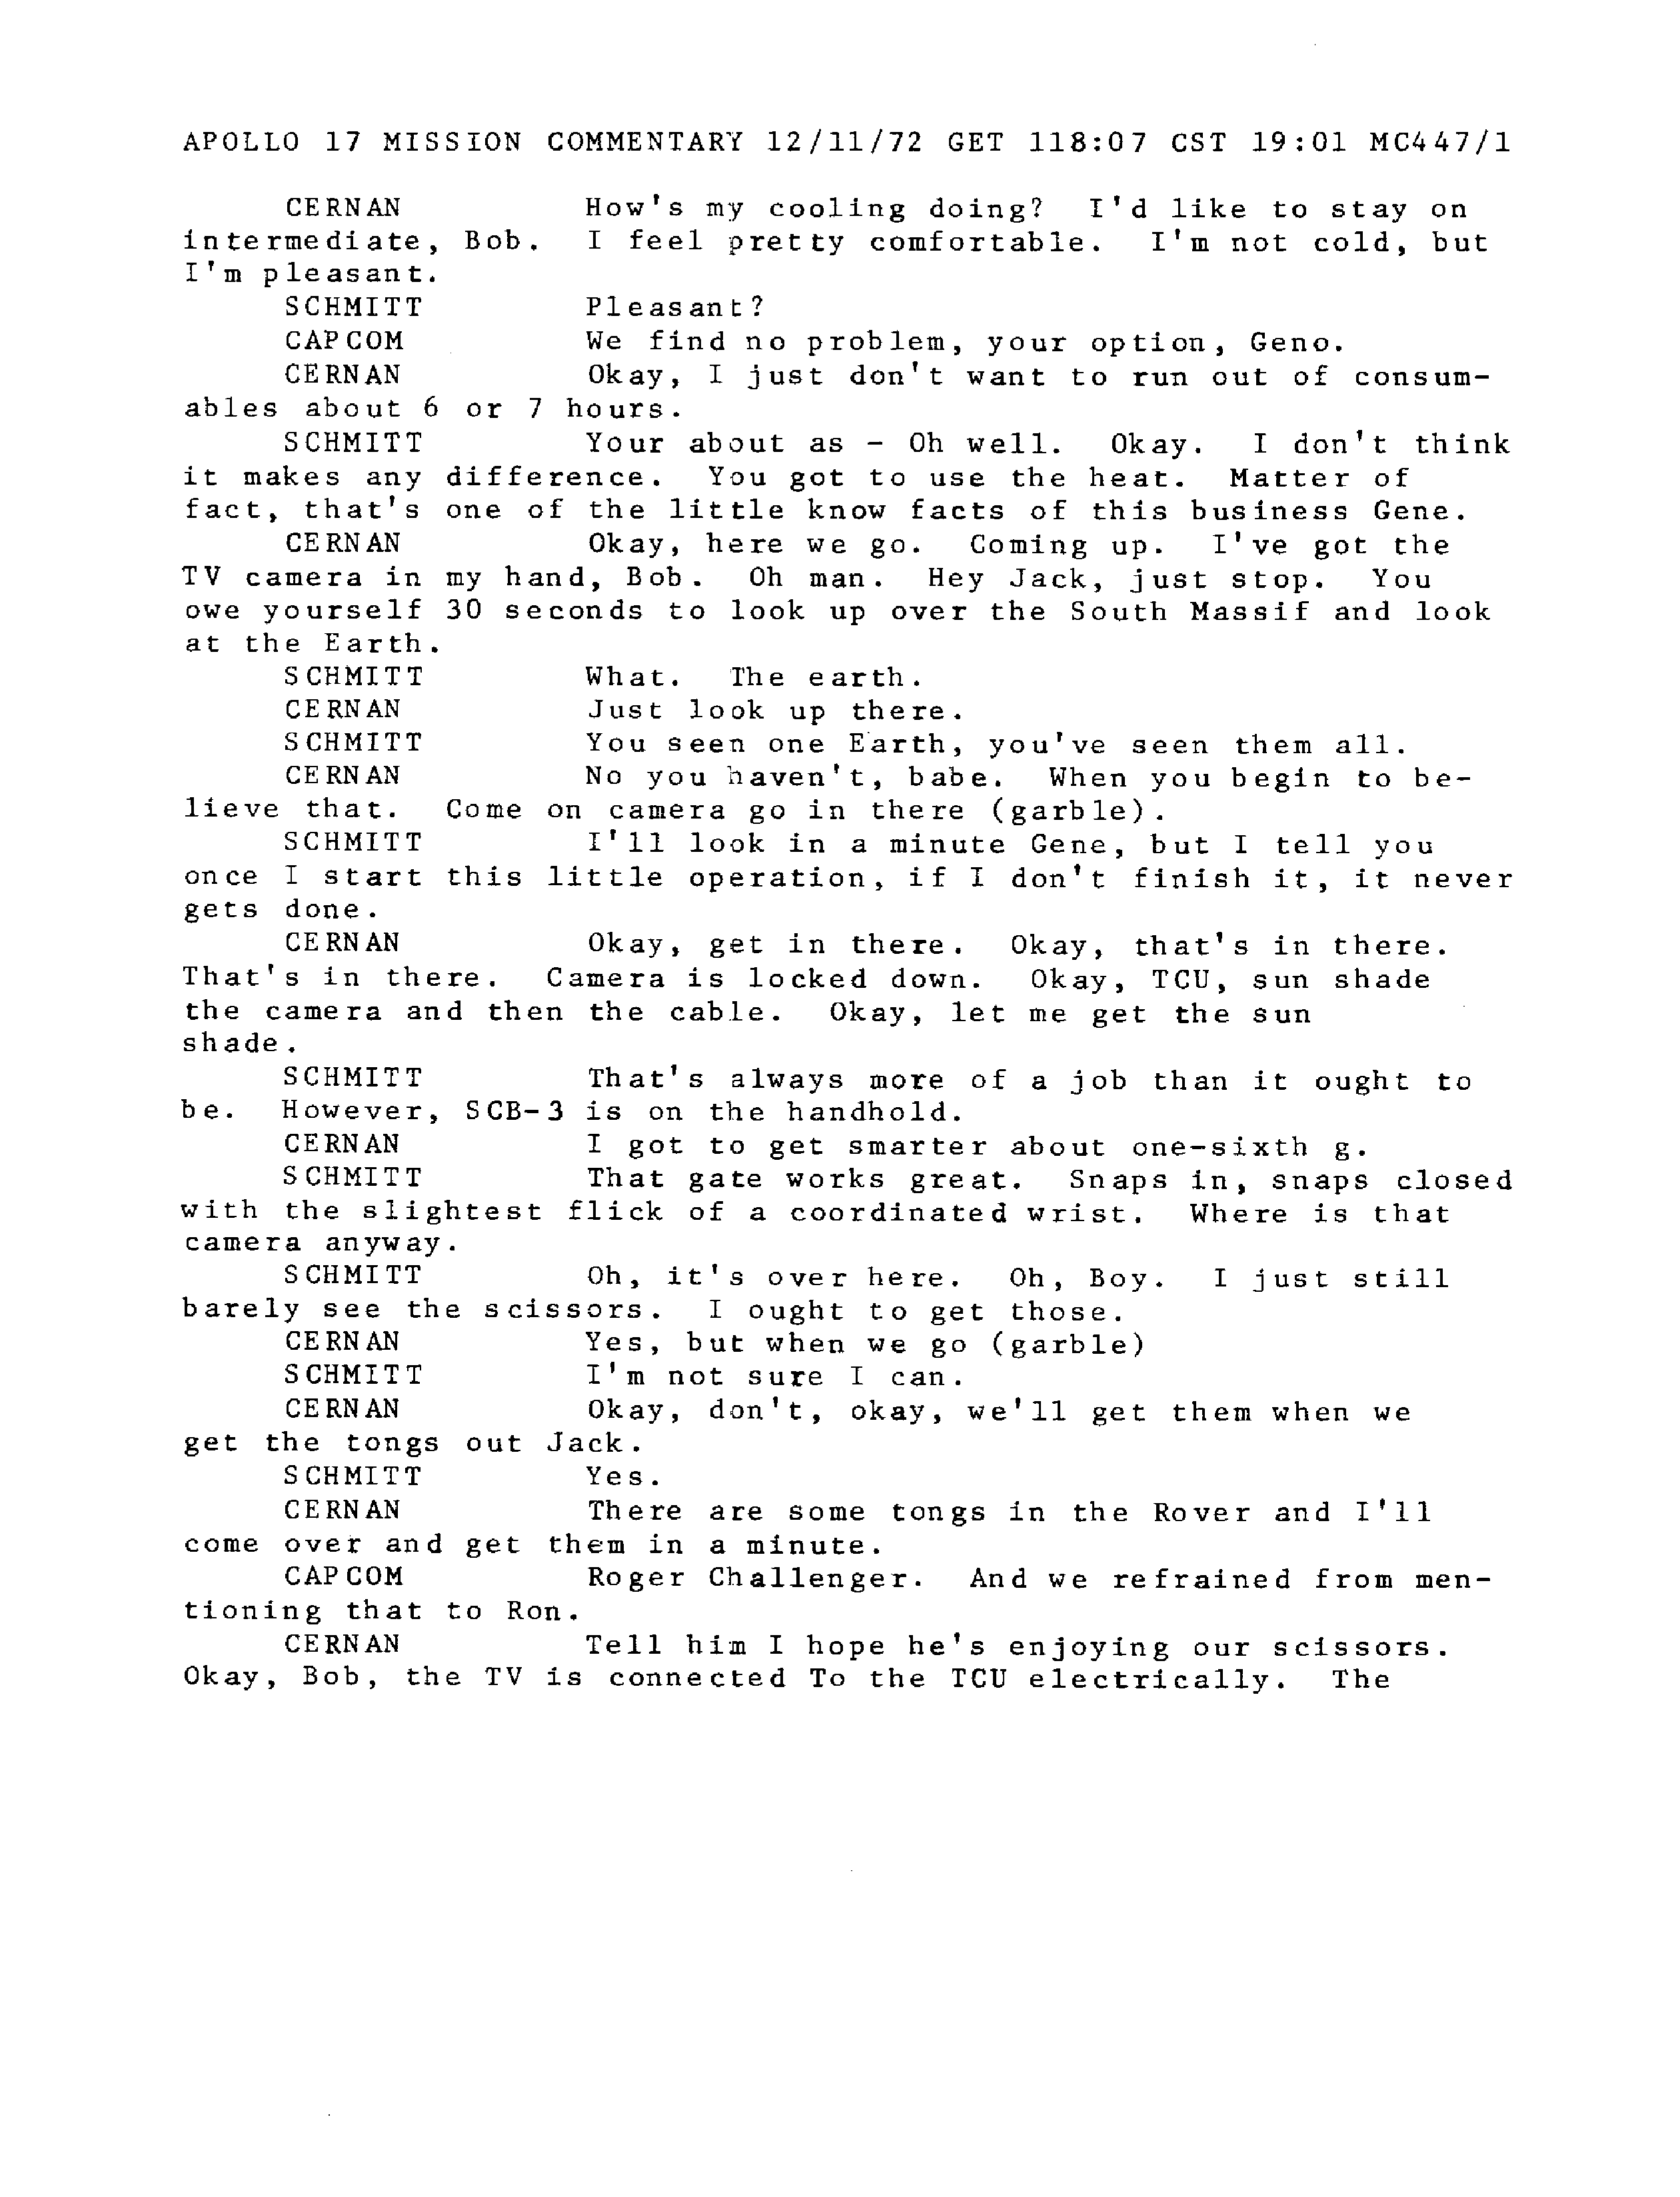 APOLLO 17 MISSION COMMENTARY 12/11/72 GET 118:07 CST 19:01 MC447/1
CERNAN How's my cooling doing? I'd like to stay on
intermediate, Bob. I feel pretty comfortable. I'm not cold, but
I'm pleasant.
SCHMITT Pleasant?
CAPCOM We find no problem, your option, Geno.
CERNAN Okay, I just don't want to run out of consum-
ables about 6 or 7 hours.
SCHMITT Your about as - Oh well. Okay. I don't think
it makes any difference. You got to use the heat. Matter of
fact, that's one of the little know facts of this business Gene.
CERNAN Okay, here we go. Coming up. I've got the
TV camera in my hand, Bob. Oh man. Hey Jack, just stop. You
owe yourself 30 seconds to look up over the South Massif and look
at the Earth.
SCHMITT What. The earth.
CERNAN Just look up there.
SCHMITT You seen one Earth, you've seen them all.
CERNAN No you haven't, babe. When you begin to be-
lieve that. Come on camera go in there (garble).
SCHMITT I'll look in a minute Gene, but I tell you
once I start this little operation, if I don't finish it, it never
gets done.
CERNAN Okay, get in there. Okay, that's in there.
That's in there. Camera is locked down. Okay, TCU, sun shade
the camera and then the cable. Okay, let me get the sun
shade.
SCHMITT That's always more of a job than it ought to
be. However, SCB-3 is on the handhold.
CERNAN I got to get smarter about one-sixth g.
SCHMITT That gate works great. Snaps in, snaps closed
with the slightest flick of a coordinated wrist. Where is that
camera anyway.
SCHMITT Oh, it's over here. Oh, Boy. I just still
barely see the scissors. I ought to get those.
CERNAN Yes, but when we go (garble)
SCHMITT I'm not sure I can.
CERNAN Okay, don't, okay, we'll get them when we
get the tongs out Jack.
SCHMITT Yes.
CERNAN There are some tongs in the Rover and I'll
come over and get them in a minute.
CAPCOM Roger Challenger. And we refrained from men-
tioning that to Ron.
CERNAN Tell him I hope he's enjoying our scissors.
Okay, Bob, the TV is connected To the TCU electrically. The